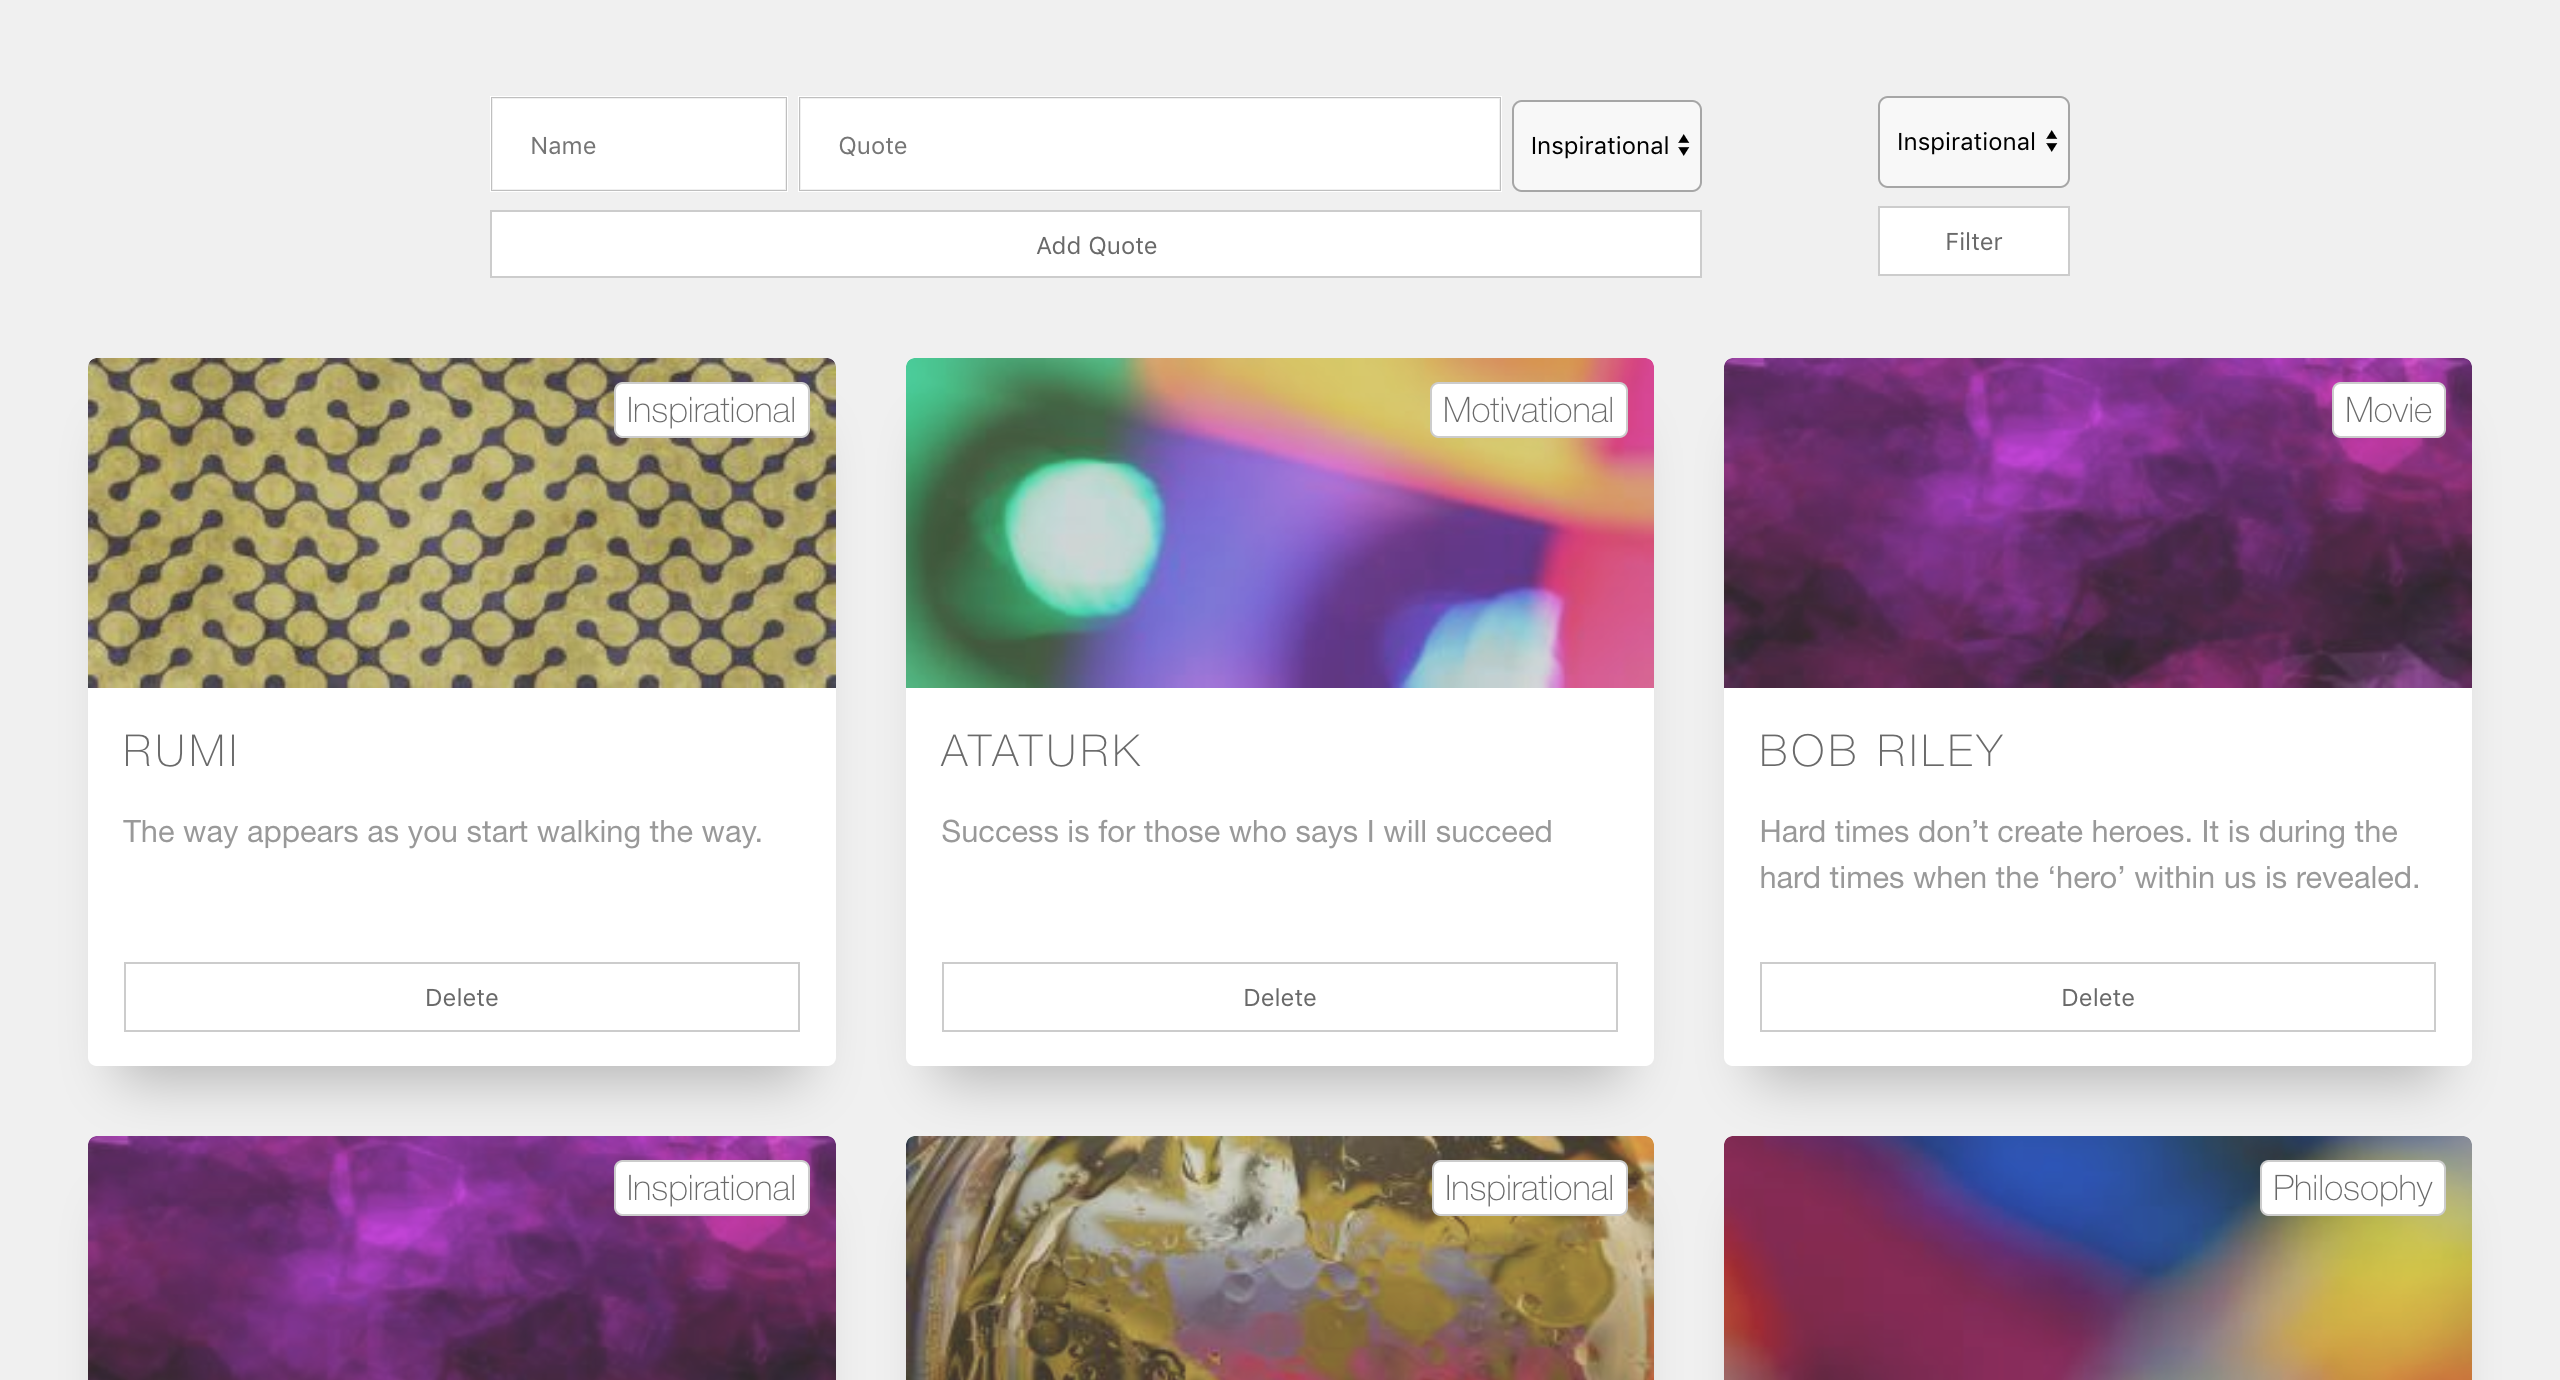 Name
Quote
Inspirational
Inspirational
Add Quote
Filter
Inspirational
Motivational
Movie
RUMI
The way appears as you start walking the way.
Delete
ATATURK
Success is for those who says I will succeed
Delete
BOB RILEY
Hard times don’t create heroes. It is during the
hard times when the ‘hero’ within us is revealed.
Delete
Inspirational
Inspirational
Philosophy